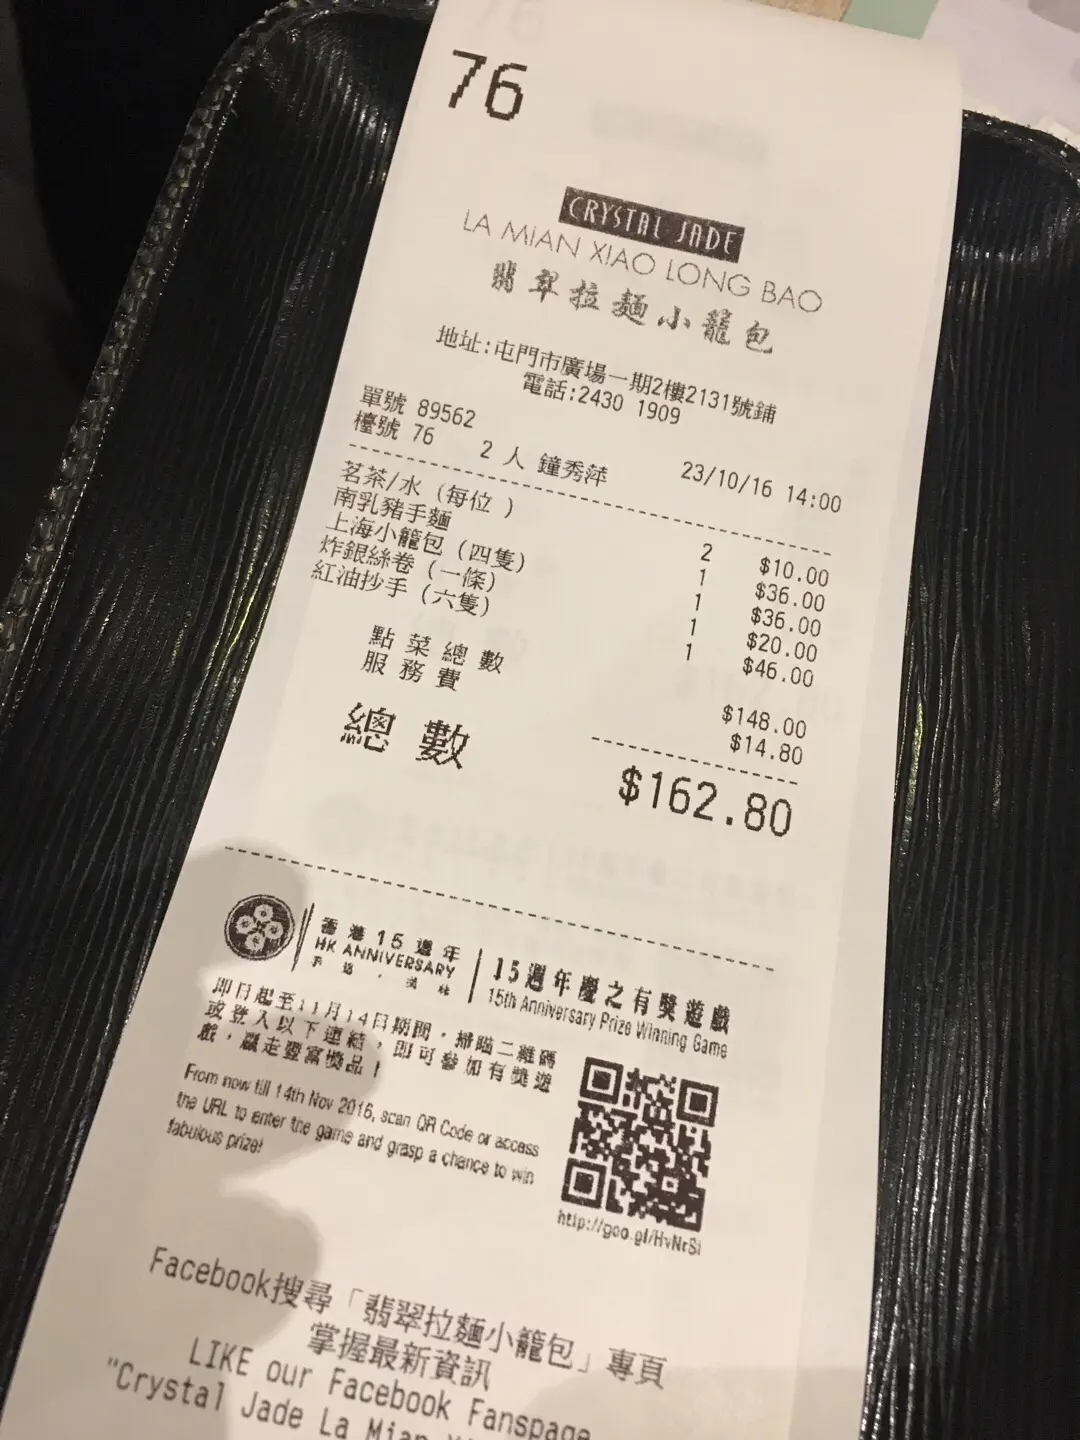 76
CRYSTAL JADE
LA MIAN XIAO LONG BAO
翡翠拉麵小籠包
地址:屯門市廣場一期2樓2131號鋪
電話:2430 1909
單號 89562
檯號 76 2 人 鐘秀萍 23/10/16 14:00
茗茶/水 (每位 ) 2 $10.00
南乳豬手麵 1 $36.00
上海小籠包 (四隻) 1 $36.00
炸銀絲卷 (一條) 1 $20.00
紅油抄手 (六隻) 1 $46.00
點菜總數 $148.00
服務費 $14.80
總數 $162.80
香港15週年
HK ANNIVERSARY
15週年慶之有獎遊戲
15th Anniversary Prize Winning Game
即日起至11月14日期間，掃瞄二維碼
或登入以下連結，即可參加有獎遊
戲，贏走豐富獎品！
From now till 14th Nov 2016, scan QR Code or access
the URL to enter the game and grasp a chance to win
fabulous prize!
http://goo.gl/HvNrSi
Facebook搜尋「翡翠拉麵小籠包」專頁
掌握最新資訊
LIKE our Facebook Fanspage
"Crystal Jade La Mian